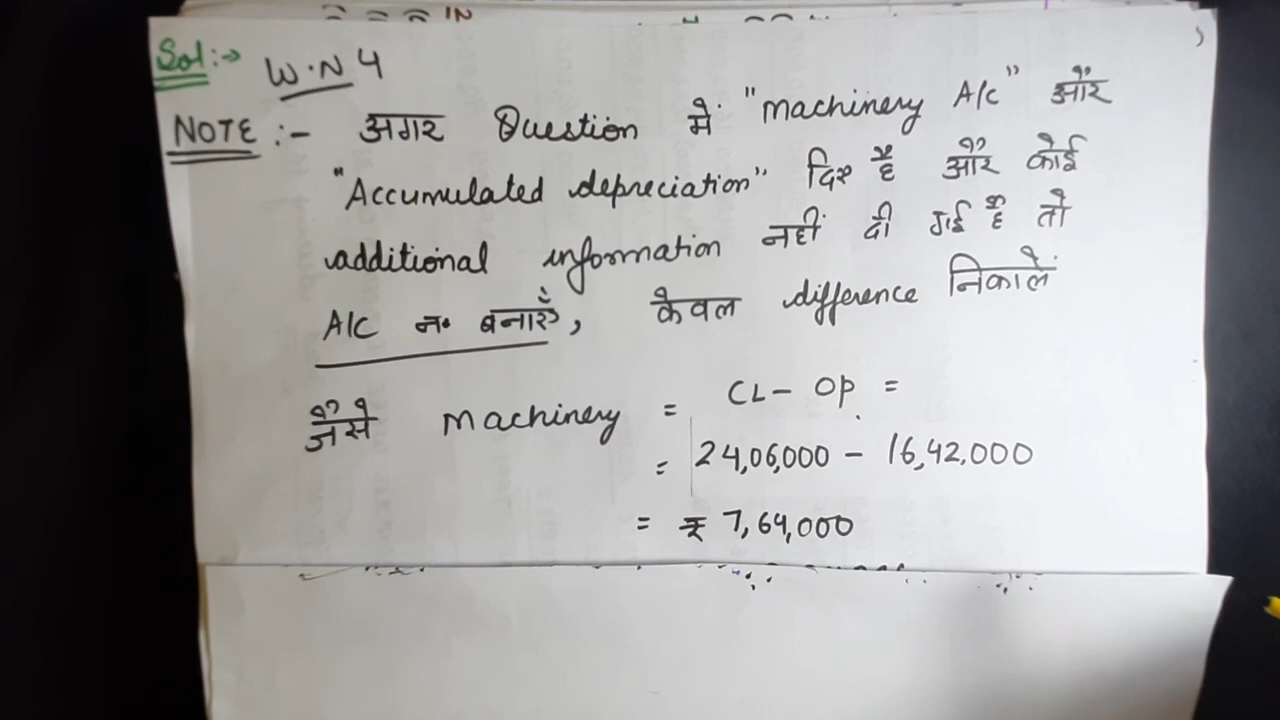 Sol:→ W.N 4
NOTE :- अगर Question में "machinery A/c" और
"Accumulated depreciation" दिए है और कोई
additional information नहीं दी गई है तो
A/c न. बनाएँ, केवल difference निकालें
जैसे machinery = CL - Op =
= 24,06,000 - 16,42,000
= ₹ 7,64,000